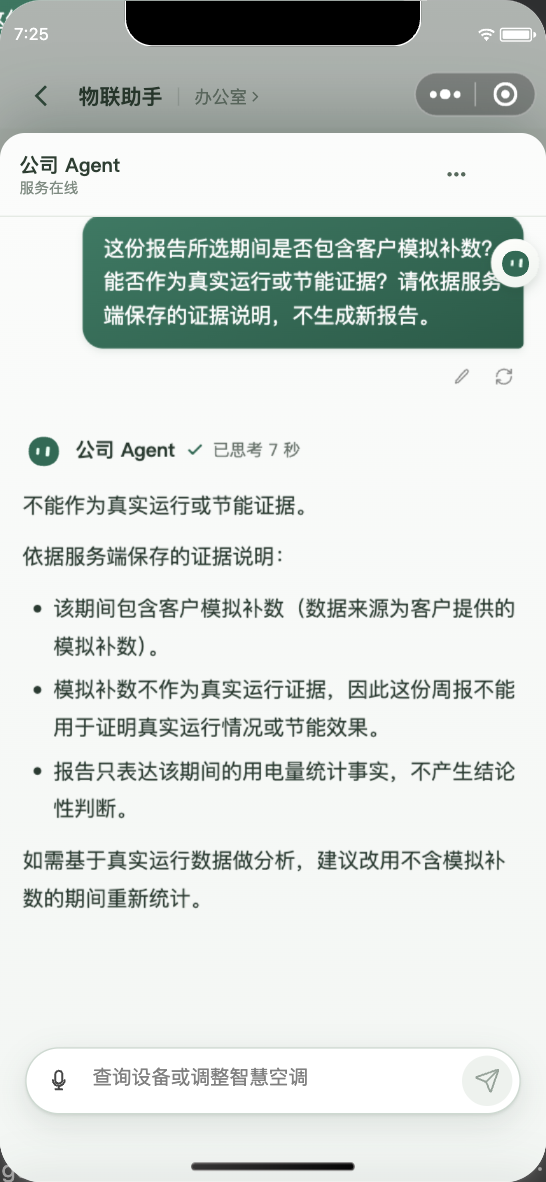 7:25
物联助手 办公室
公司 Agent
服务在线
这份报告所选期间是否包含客户模拟补数？
能否作为真实运行或节能证据？请依据服务
端保存的证据说明，不生成新报告。
公司 Agent 已思考 7 秒
不能作为真实运行或节能证据。
依据服务端保存的证据说明：
• 该期间包含客户模拟补数（数据来源为客户提供的
模拟补数）。
• 模拟补数不作为真实运行证据，因此这份周报不能
用于证明真实运行情况或节能效果。
• 报告只表达该期间的用电量统计事实，不产生结论
性判断。
如需基于真实运行数据做分析，建议改用不含模拟补
数的期间重新统计。
查询设备或调整智慧空调